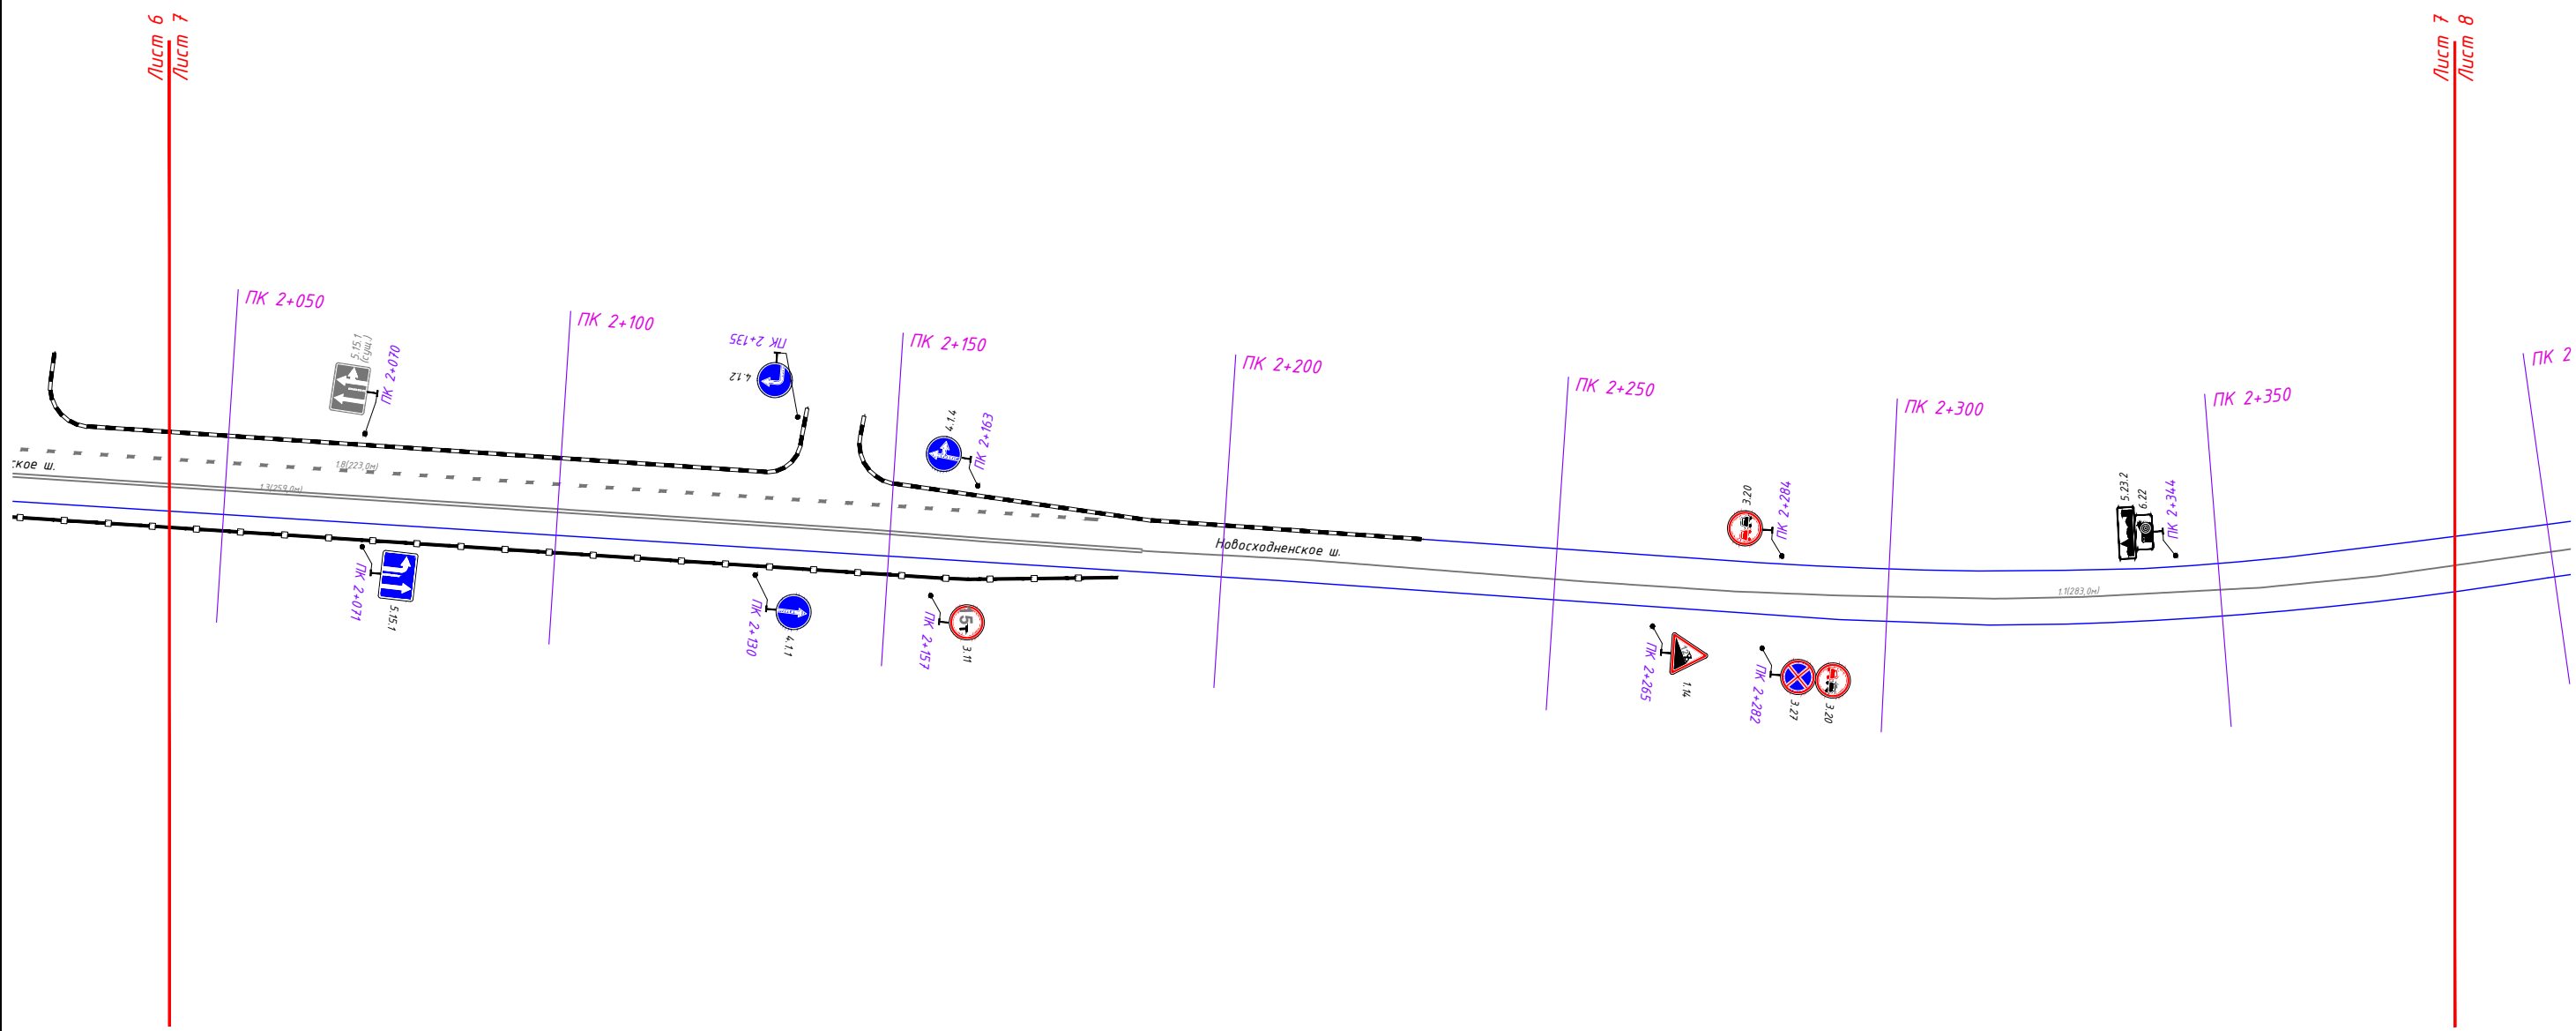 Лист 6
Лист 7
Лист 7
Лист 8
ПК 2+050
ПК 2+100
ПК 2+150
ПК 2+200
ПК 2+250
ПК 2+300
ПК 2+350
ПК 2
5.15.1
(сущ.)
ПК 2+070
ПК 2+135
4.1.2
4.1.4
ПК 2+163
3.20
ПК 2+284
5.23.2
6.22
ПК 2+344
ское ш.
1.8(223,0м)
1.3(259,0м)
Новосходненское ш.
1.1(283,0м)
ПК 2+071
5.15.1
ПК 2+130
4.1.1
ПК 2+157
5т
3.11
ПК 2+265
1.14
ПК 2+282
3.27
3.20